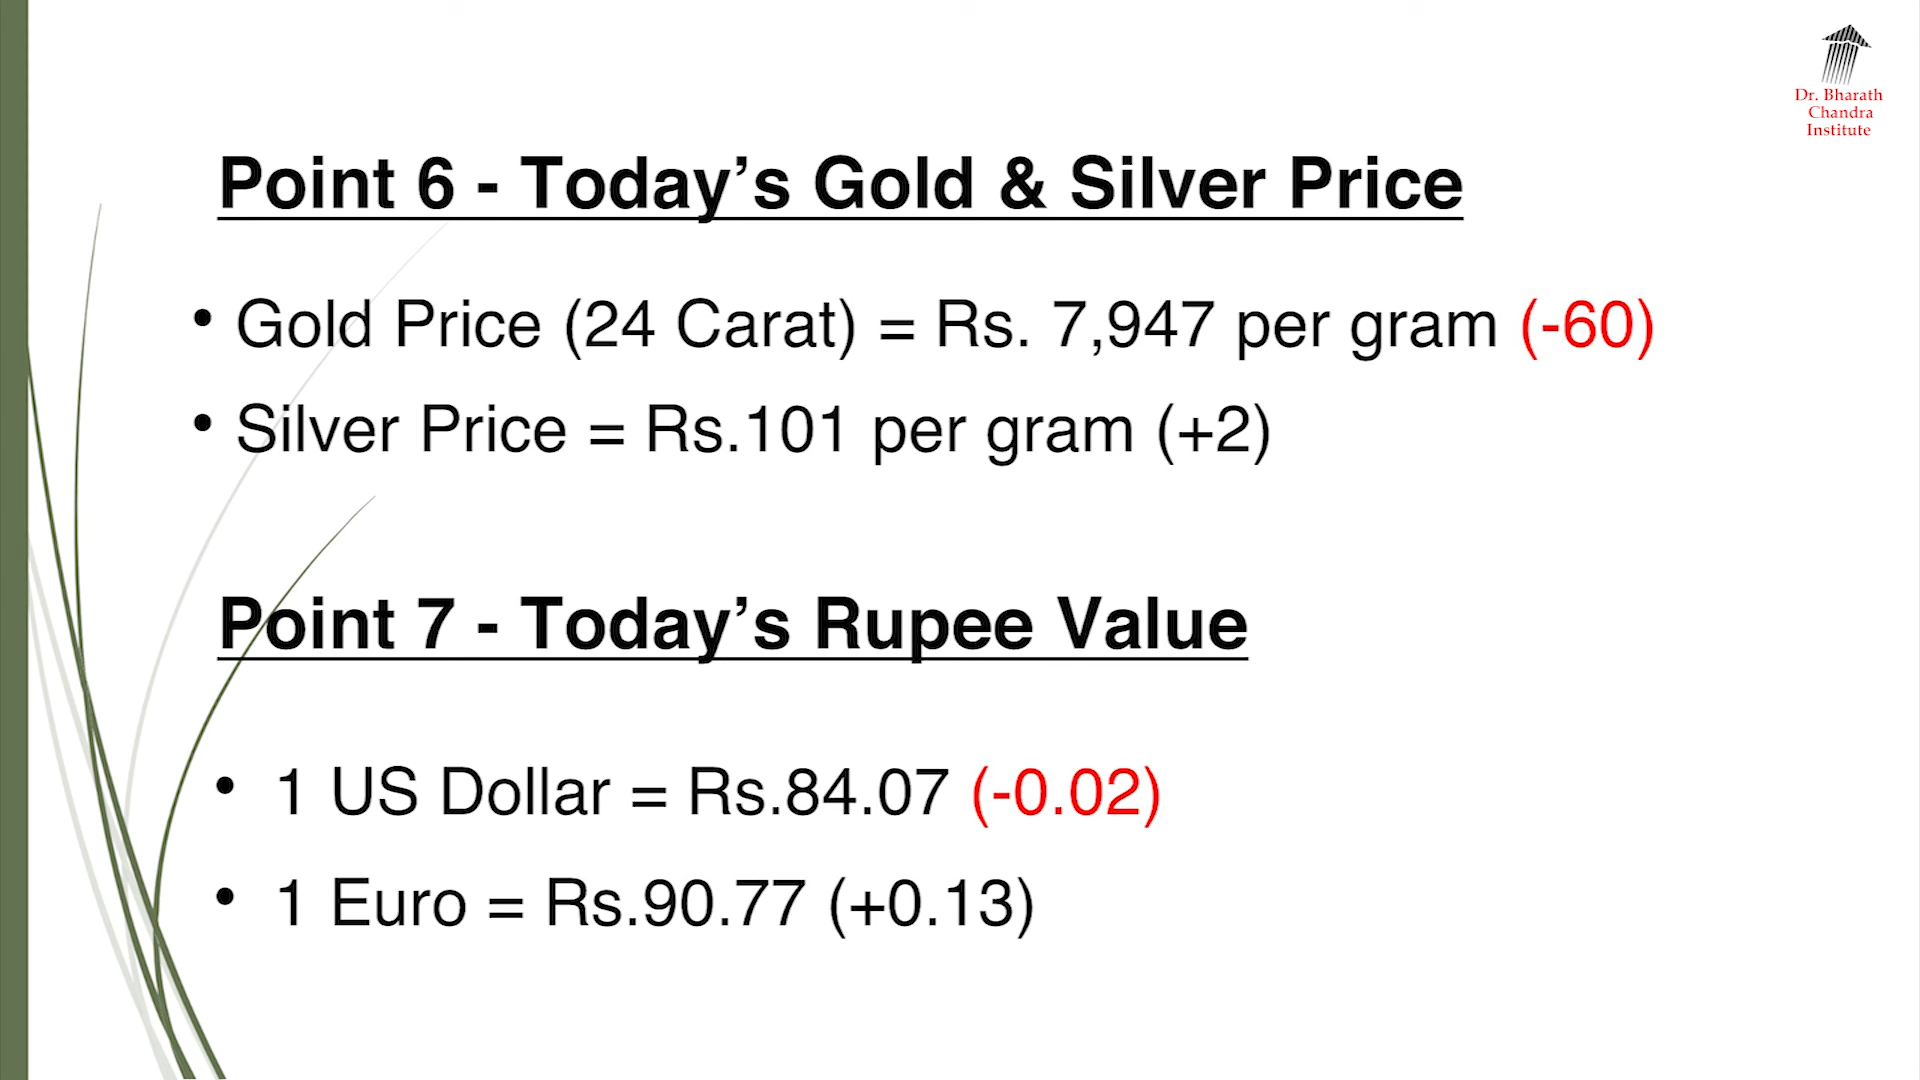 Dr. Bharath
Chandra
Institute
Point 6 - Today’s Gold & Silver Price
• Gold Price (24 Carat) = Rs. 7,947 per gram (-60)
• Silver Price = Rs.101 per gram (+2)
Point 7 - Today’s Rupee Value
• 1 US Dollar = Rs.84.07 (-0.02)
• 1 Euro = Rs.90.77 (+0.13)